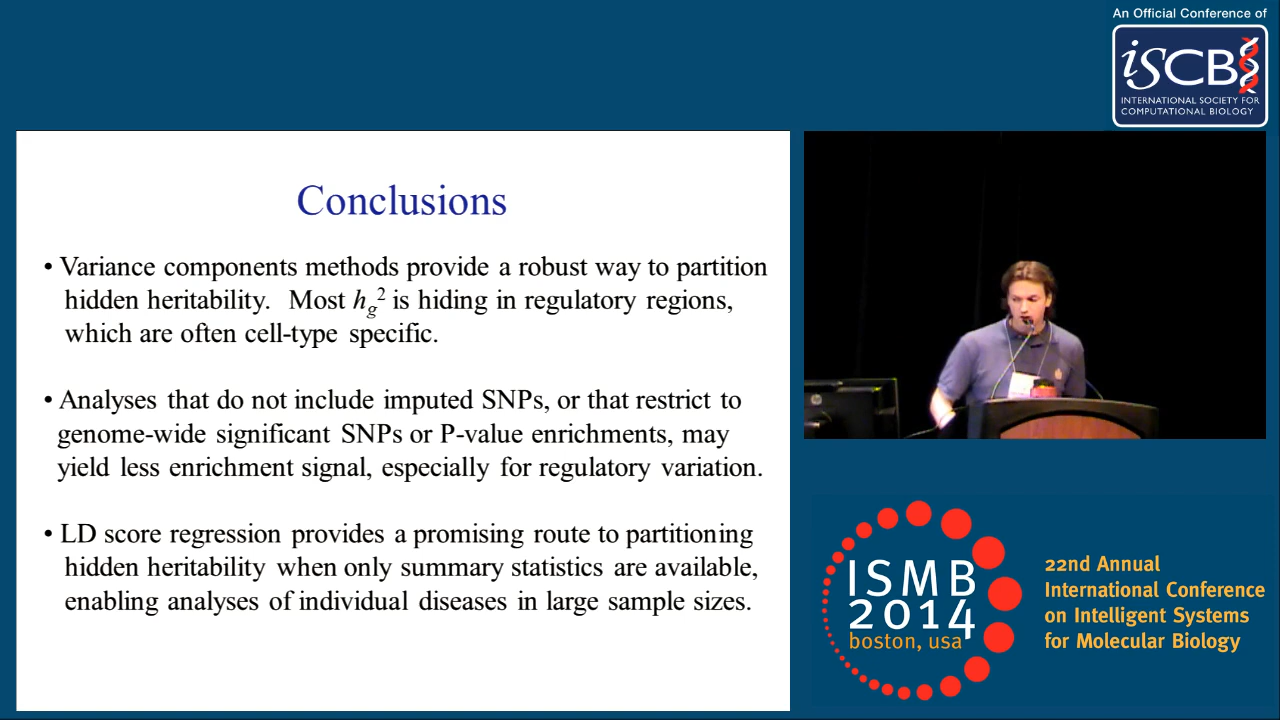 An Official Conference of
iSCB
INTERNATIONAL SOCIETY FOR
COMPUTATIONAL BIOLOGY
Conclusions
• Variance components methods provide a robust way to partition
hidden heritability. Most hg² is hiding in regulatory regions,
which are often cell-type specific.
• Analyses that do not include imputed SNPs, or that restrict to
genome-wide significant SNPs or P-value enrichments, may
yield less enrichment signal, especially for regulatory variation.
• LD score regression provides a promising route to partitioning
hidden heritability when only summary statistics are available,
enabling analyses of individual diseases in large sample sizes.
ISMB
2014
boston, usa
22nd Annual
International Conference
on Intelligent Systems
for Molecular Biology